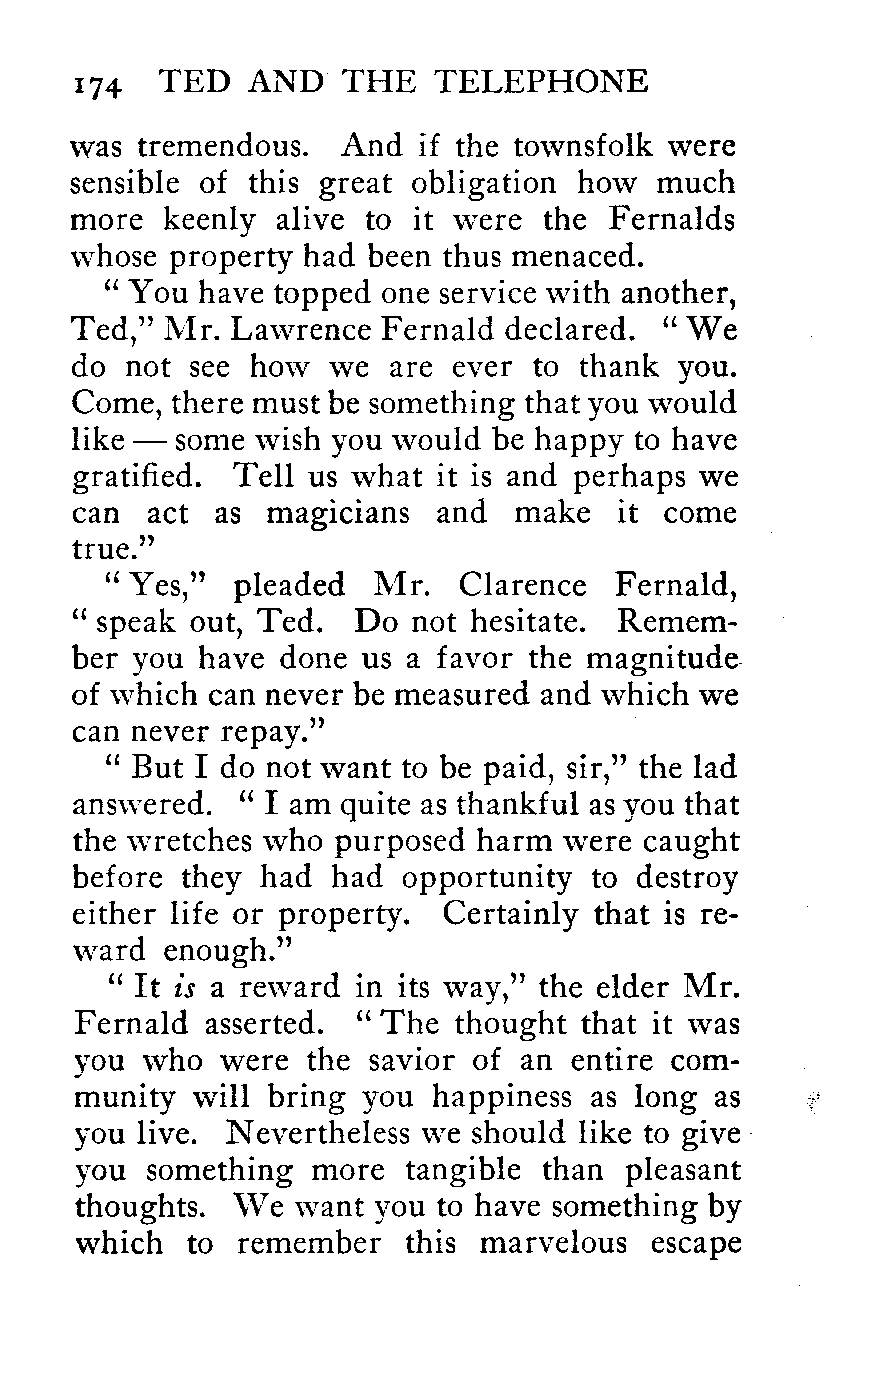 174 TED AND THE TELEPHONE
was tremendous. And if the townsfolk were
sensible of this great obligation how much
more keenly alive to it were the Fernalds
whose property had been thus menaced.
“ You have topped one service with another,
Ted,” Mr. Lawrence Fernald declared. “ We
do not see how we are ever to thank you.
Come, there must be something that you would
like — some wish you would be happy to have
gratified. Tell us what it is and perhaps we
can act as magicians and make it come
true.”
“ Yes,” pleaded Mr. Clarence Fernald,
“ speak out, Ted. Do not hesitate. Remem-
ber you have done us a favor the magnitude
of which can never be measured and which we
can never repay.”
“ But I do not want to be paid, sir,” the lad
answered. “ I am quite as thankful as you that
the wretches who purposed harm were caught
before they had had opportunity to destroy
either life or property. Certainly that is re-
ward enough.”
“ It is a reward in its way,” the elder Mr.
Fernald asserted. “ The thought that it was
you who were the savior of an entire com-
munity will bring you happiness as long as
you live. Nevertheless we should like to give
you something more tangible than pleasant
thoughts. We want you to have something by
which to remember this marvelous escape